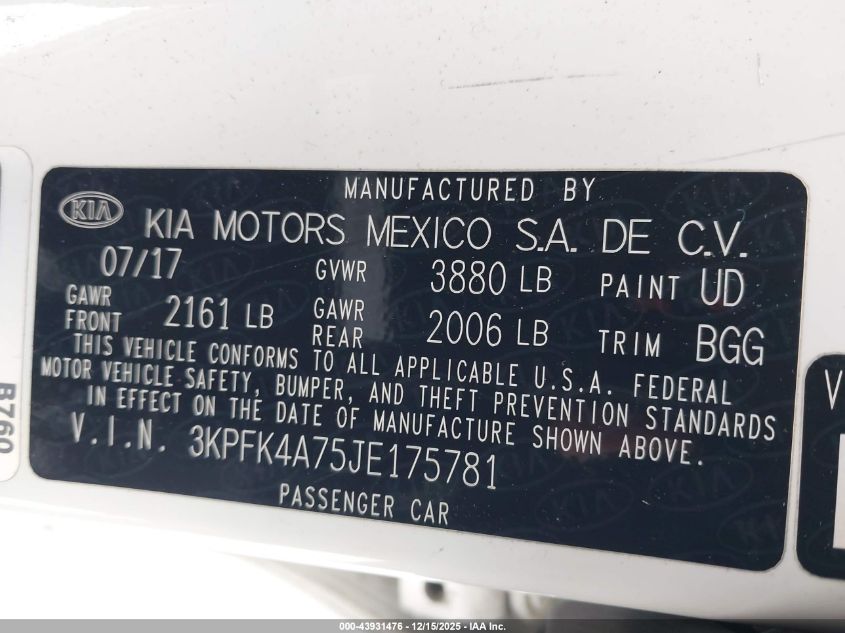 MANUFACTURED BY
KIA
KIA MOTORS MEXICO S.A. DE C.V.
07/17 GVWR 3880 LB PAINT UD
GAWR FRONT 2161 LB GAWR REAR 2006 LB TRIM BGG
THIS VEHICLE CONFORMS TO ALL APPLICABLE U.S.A. FEDERAL
MOTOR VEHICLE SAFETY, BUMPER, AND THEFT PREVENTION STANDARDS
IN EFFECT ON THE DATE OF MANUFACTURE SHOWN ABOVE.
V.I.N. 3KPFK4A75JE175781
PASSENGER CAR
B760
V
000-43931476 - 12/15/2025 - IAA Inc.